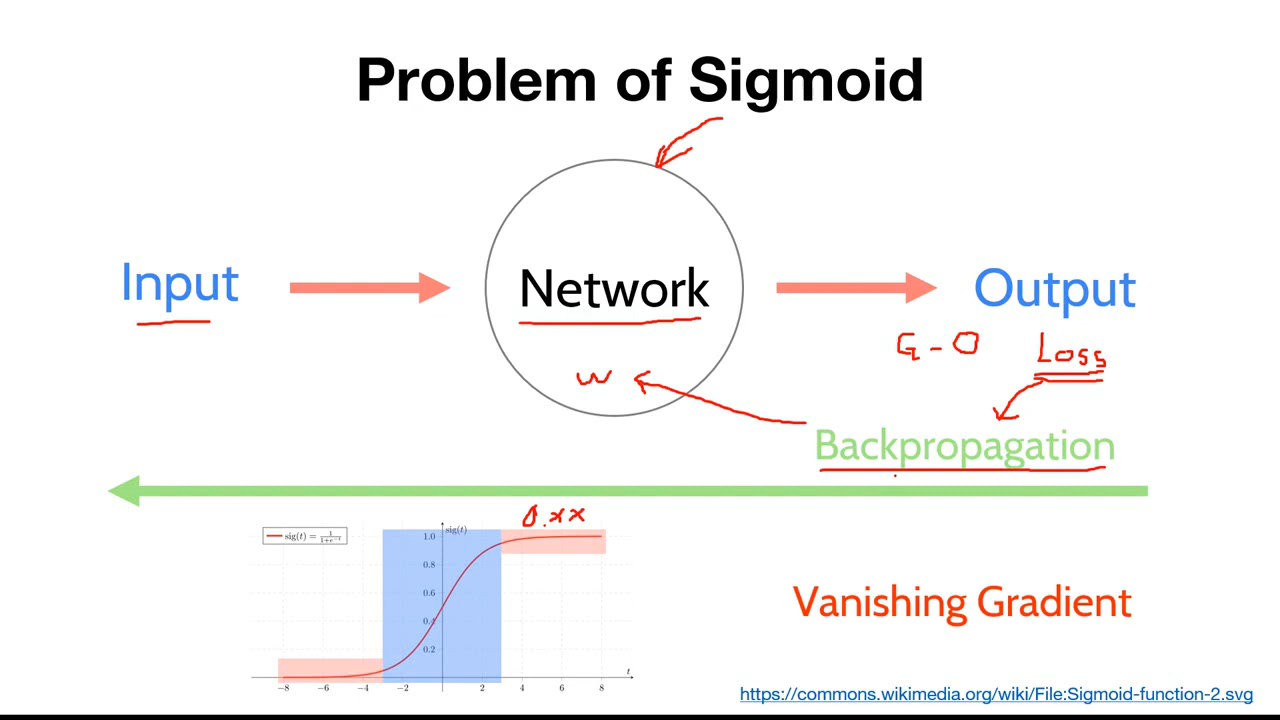 Problem of Sigmoid
Input
Network
Output
G - O
Loss
w
Backpropagation
0.xx
sig(t) = 1/(1+e^-t)
sig(t)
1.0
0.8
0.6
0.4
0.2
t
−8 −6 −4 −2 2 4 6 8
Vanishing Gradient
https://commons.wikimedia.org/wiki/File:Sigmoid-function-2.svg